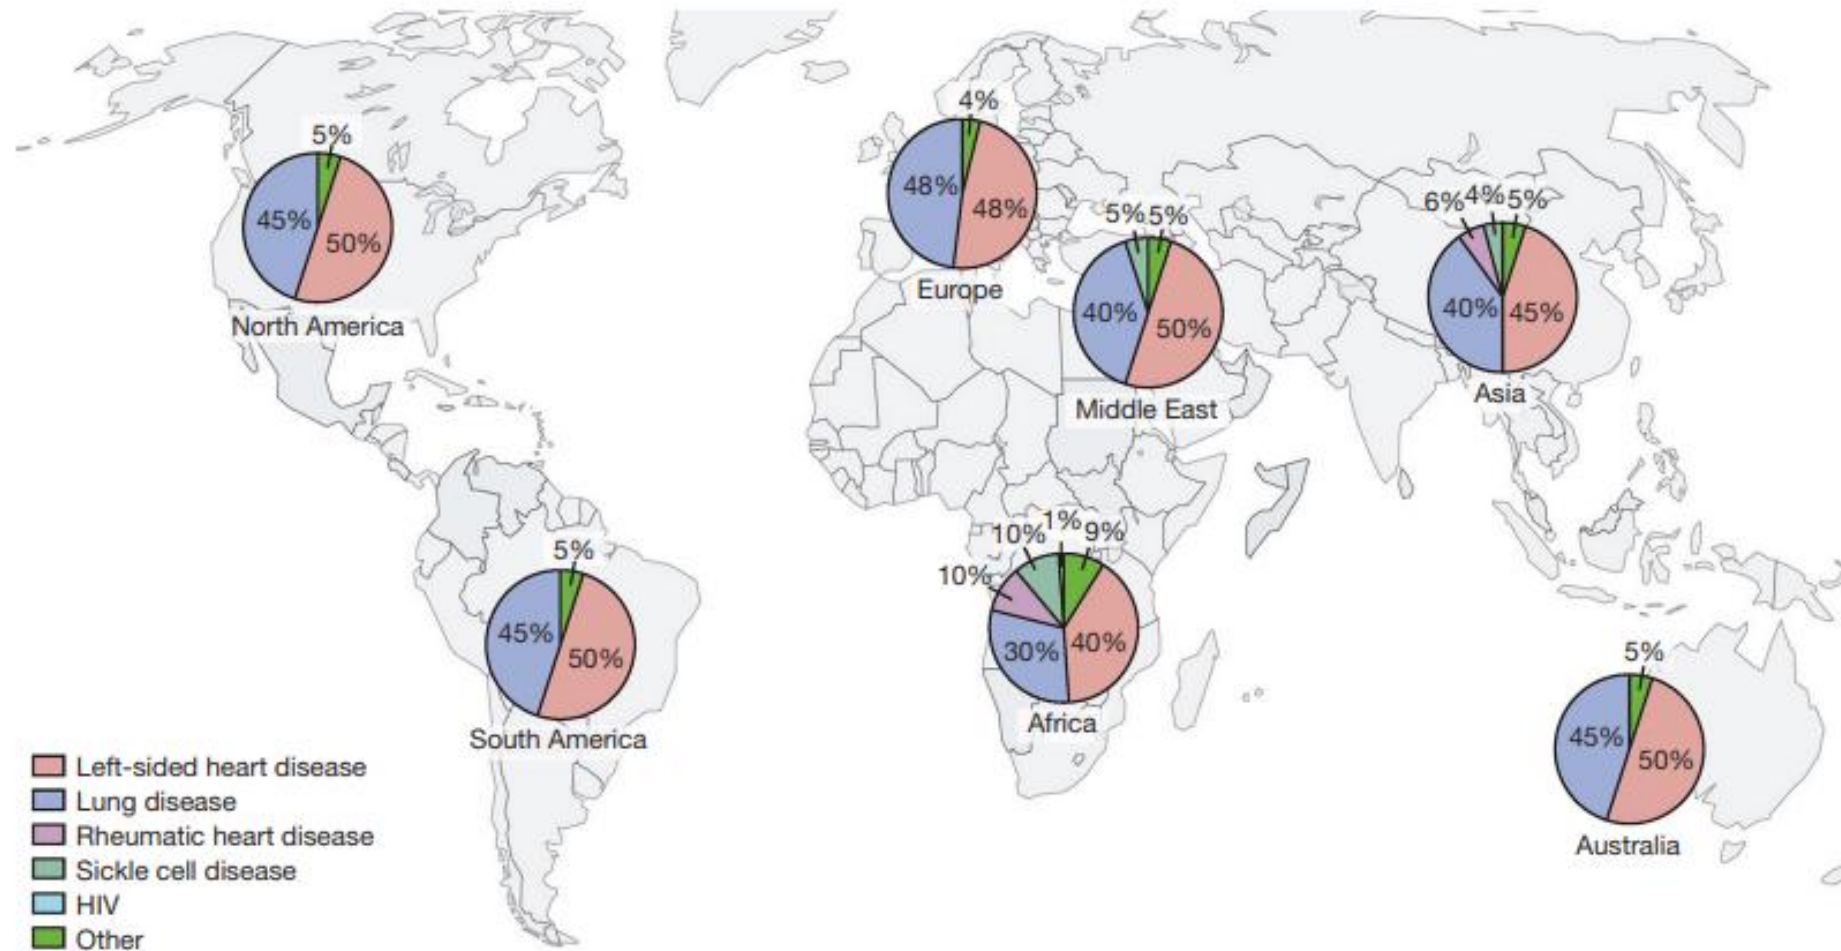 5%
45%
50%
North America
4%
48%
48%
Europe
5% 5%
40%
50%
Middle East
6% 4% 5%
40%
45%
Asia
5%
45%
50%
South America
10%
10%
1%
9%
30%
40%
Africa
5%
45%
50%
Australia
Left-sided heart disease
Lung disease
Rheumatic heart disease
Sickle cell disease
HIV
Other